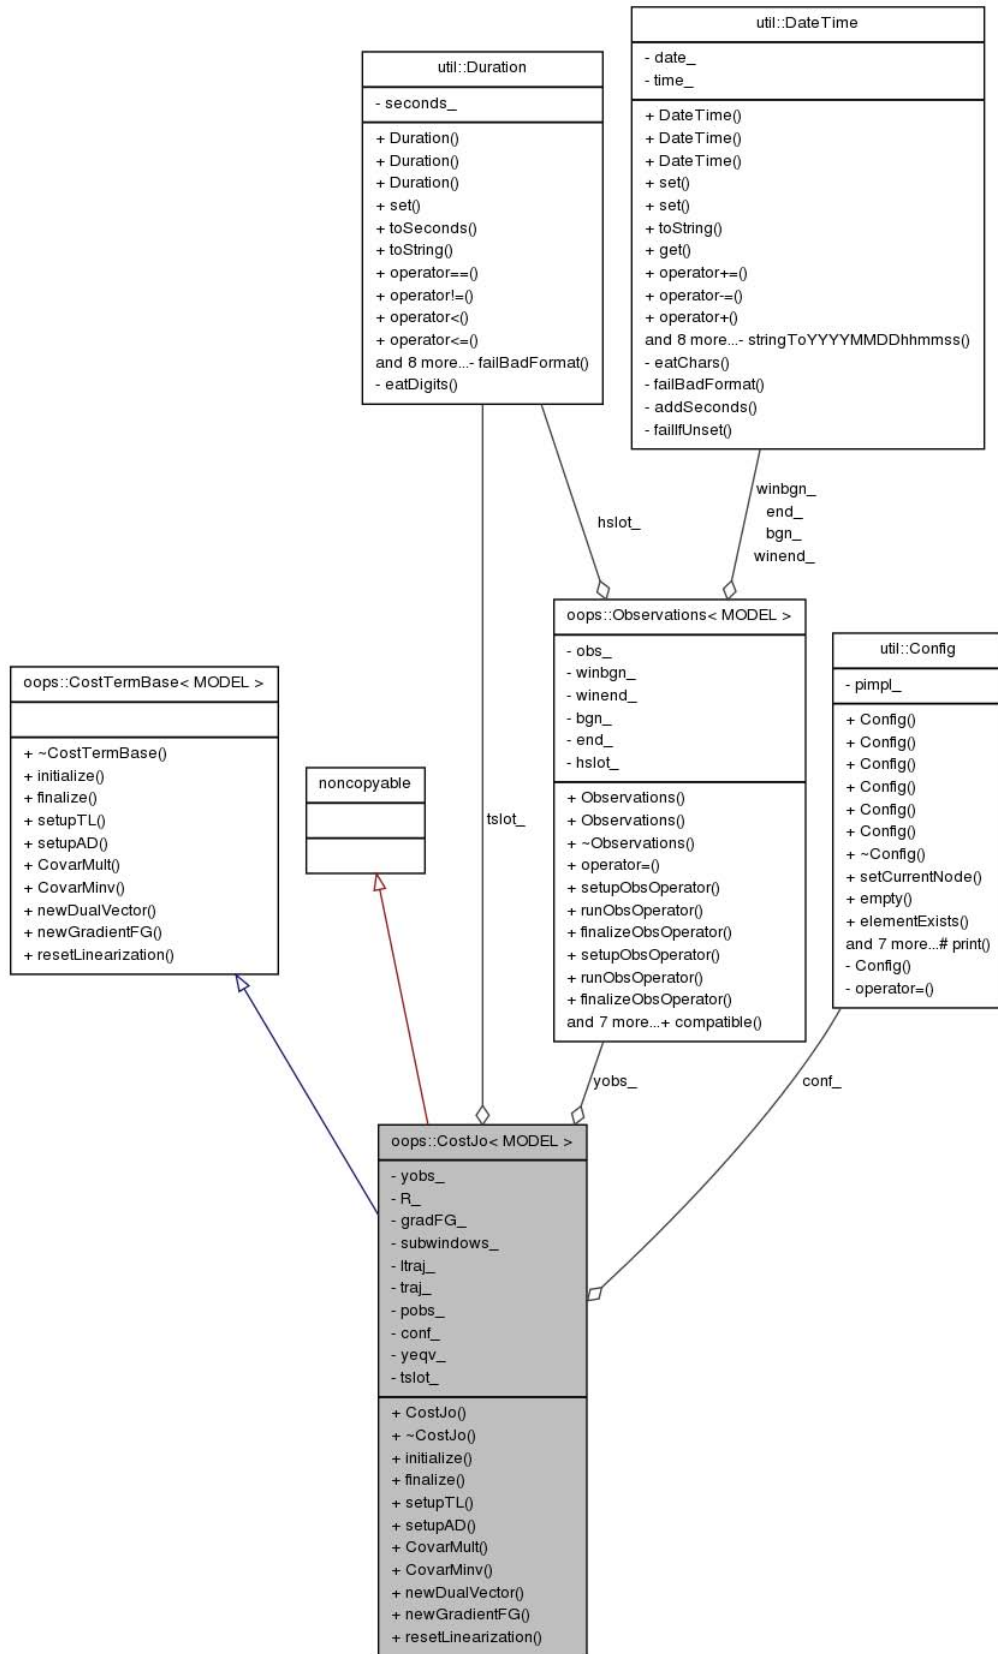 util::DateTime
- date_
- time_
+ DateTime()
+ DateTime()
+ DateTime()
+ set()
+ set()
+ toString()
+ get()
+ operator+=()
+ operator-=()
+ operator+()
and 8 more...- stringToYYYYMMDDhhmmss()
- eatChars()
- failBadFormat()
- addSeconds()
- failIfUnset()
util::Duration
- seconds_
+ Duration()
+ Duration()
+ Duration()
+ set()
+ toSeconds()
+ toString()
+ operator==()
+ operator!=()
+ operator<()
+ operator<=()
and 8 more...- failBadFormat()
- eatDigits()
winbgn_
end_
bgn_
winend_
hslot_
oops::Observations< MODEL >
- obs_
- winbgn_
- winend_
- bgn_
- end_
- hslot_
+ Observations()
+ Observations()
+ ~Observations()
+ operator=()
+ setupObsOperator()
+ runObsOperator()
+ finalizeObsOperator()
+ setupObsOperator()
+ runObsOperator()
+ finalizeObsOperator()
and 7 more...+ compatible()
util::Config
- pimpl_
+ Config()
+ Config()
+ Config()
+ Config()
+ Config()
+ Config()
+ ~Config()
+ setCurrentNode()
+ empty()
+ elementExists()
and 7 more...# print()
- Config()
- operator=()
oops::CostTermBase< MODEL >
+ ~CostTermBase()
+ initialize()
+ finalize()
+ setupTL()
+ setupAD()
+ CovarMult()
+ CovarMinv()
+ newDualVector()
+ newGradientFG()
+ resetLinearization()
noncopyable
tslot_
yobs_
conf_
oops::CostJo< MODEL >
- yobs_
- R_
- gradFG_
- subwindows_
- ltraj_
- traj_
- pobs_
- conf_
- yeqv_
- tslot_
+ CostJo()
+ ~CostJo()
+ initialize()
+ finalize()
+ setupTL()
+ setupAD()
+ CovarMult()
+ CovarMinv()
+ newDualVector()
+ newGradientFG()
+ resetLinearization()